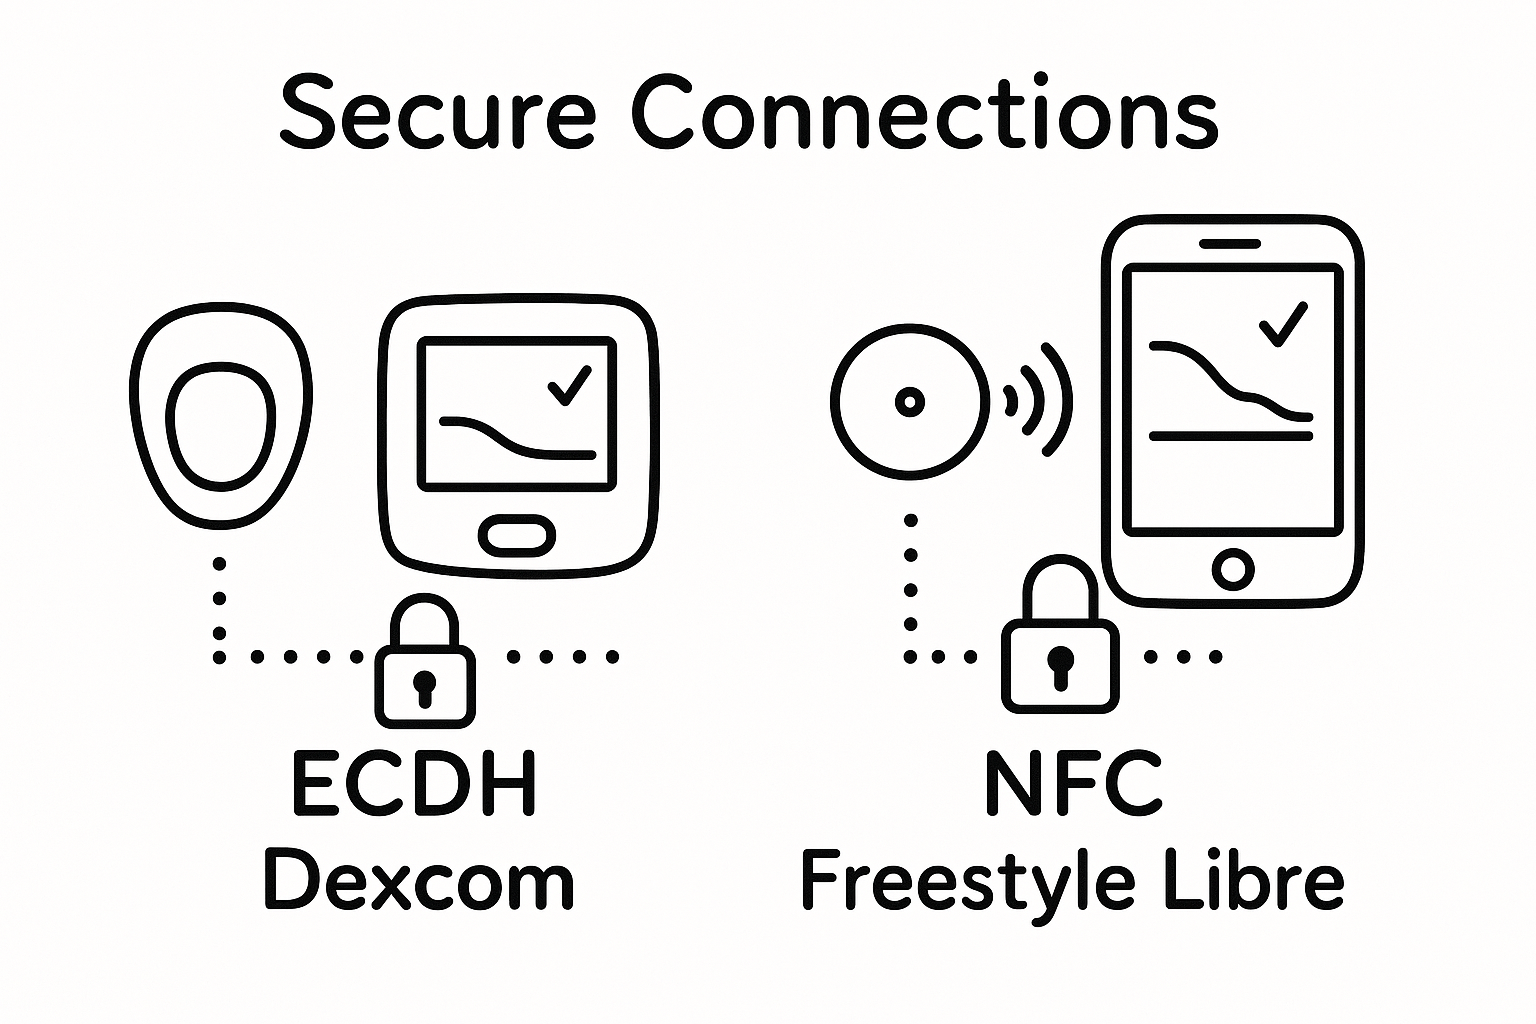 Secure Connections
ECDH
Dexcom
NFC
Freestyle Libre